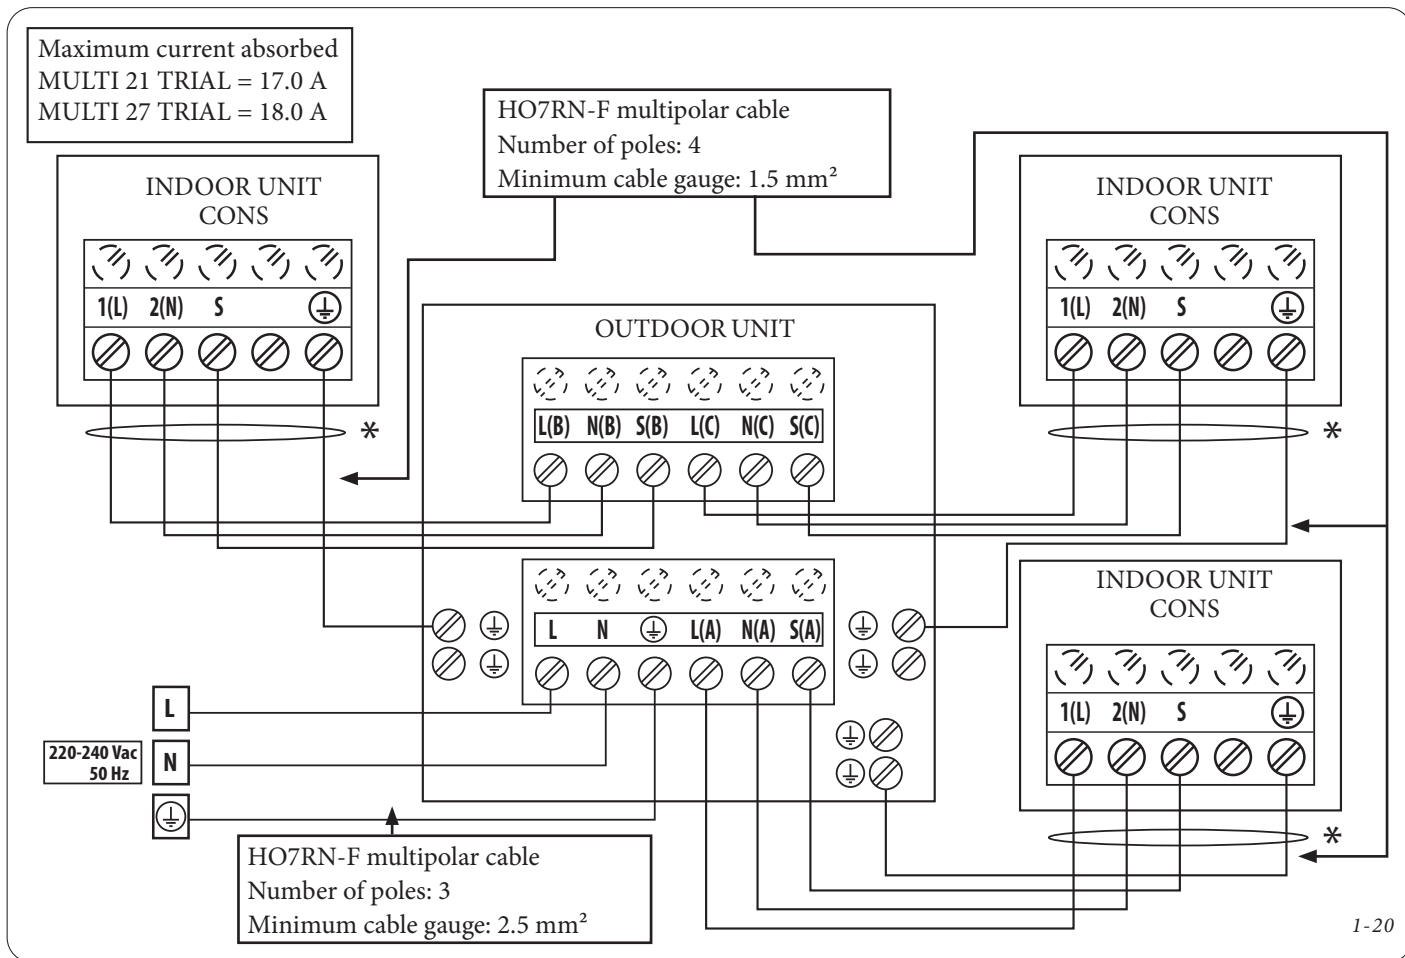 Maximum current absorbed
MULTI 21 TRIAL = 17.0 A
MULTI 27 TRIAL = 18.0 A
HO7RN-F multipolar cable
Number of poles: 4
Minimum cable gauge: 1.5 mm²
INDOOR UNIT
CONS
1(L) 2(N) S
*
INDOOR UNIT
CONS
1(L) 2(N) S
*
OUTDOOR UNIT
L(B) N(B) S(B) L(C) N(C) S(C)
L N L(A) N(A) S(A)
INDOOR UNIT
CONS
1(L) 2(N) S
*
L
220-240 Vac
50 Hz
N
HO7RN-F multipolar cable
Number of poles: 3
Minimum cable gauge: 2.5 mm²
1-20